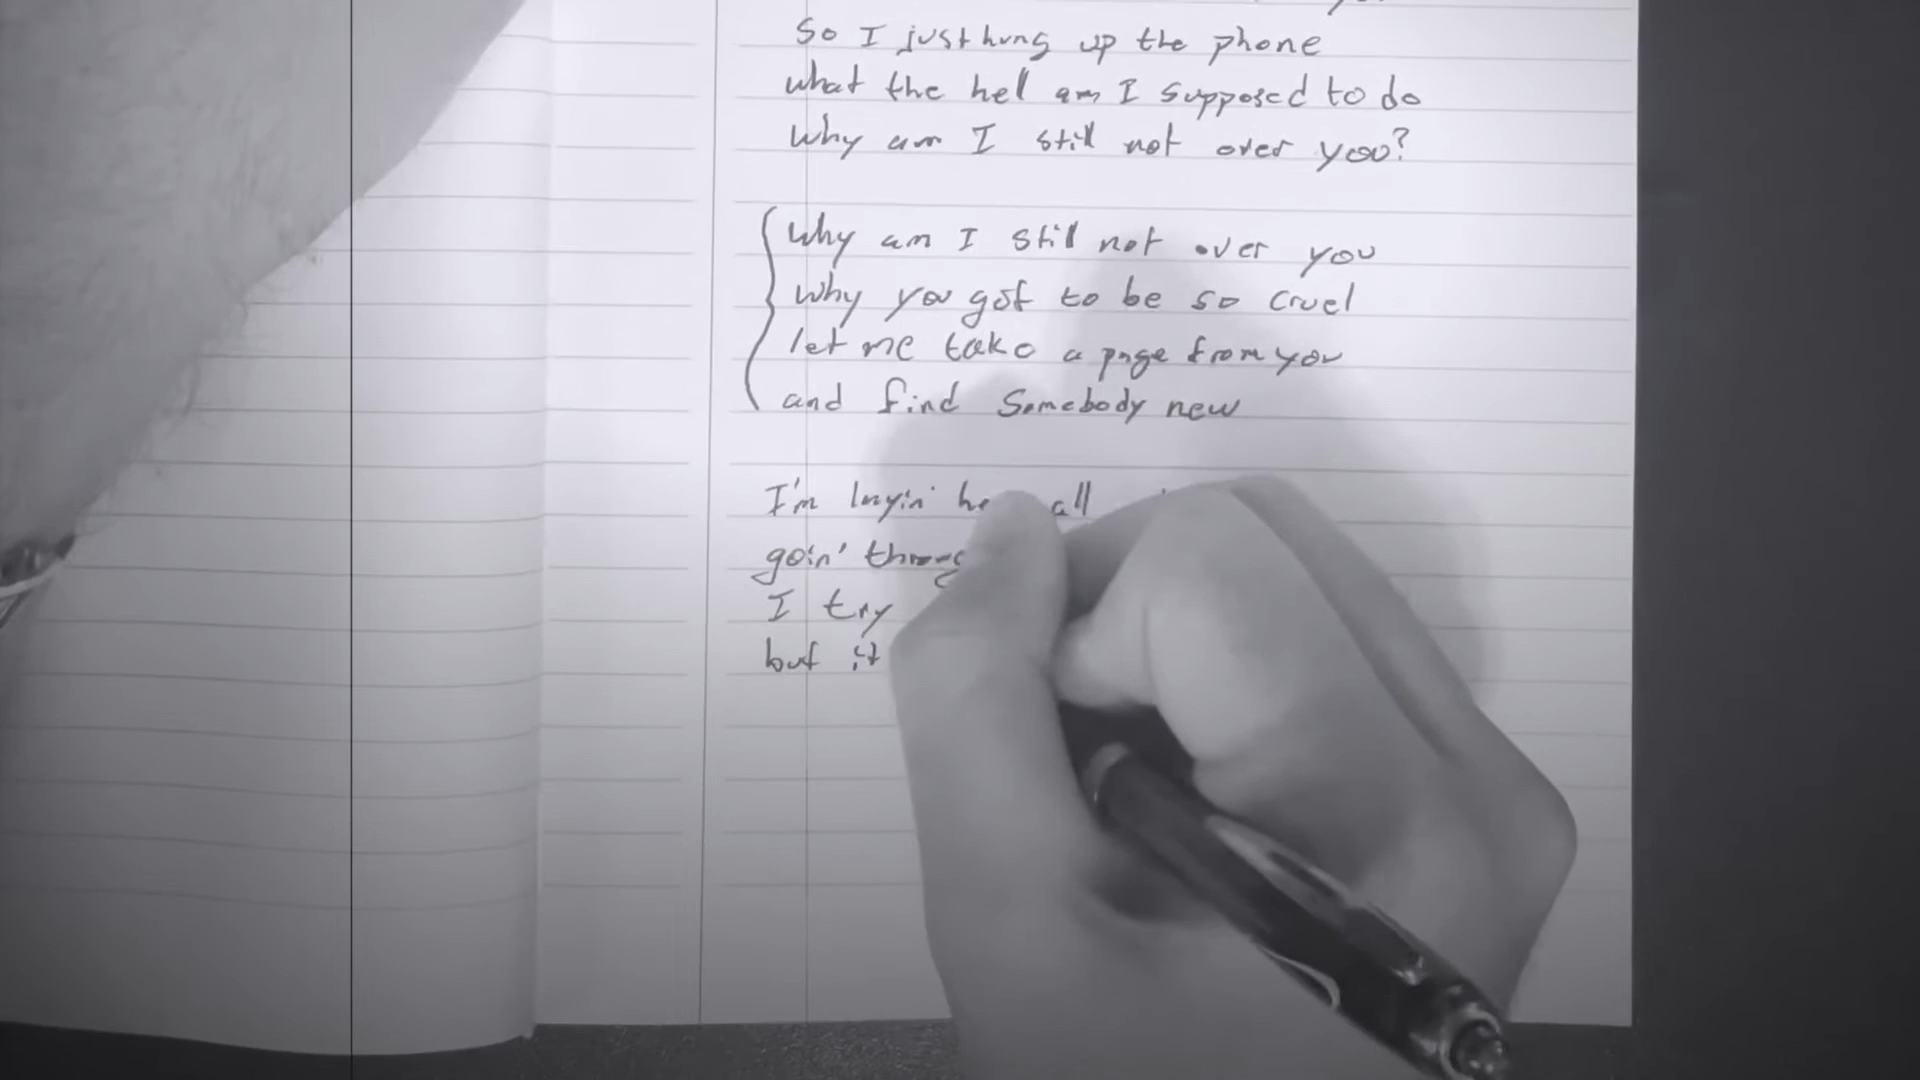 So I just hung up the phone
what the hell am I supposed to do
Why am I still not over you?
Why am I still not over you
Why you got to be so cruel
let me take a page from you
and find Somebody new
I'm layin' all
goin'
I try
but it